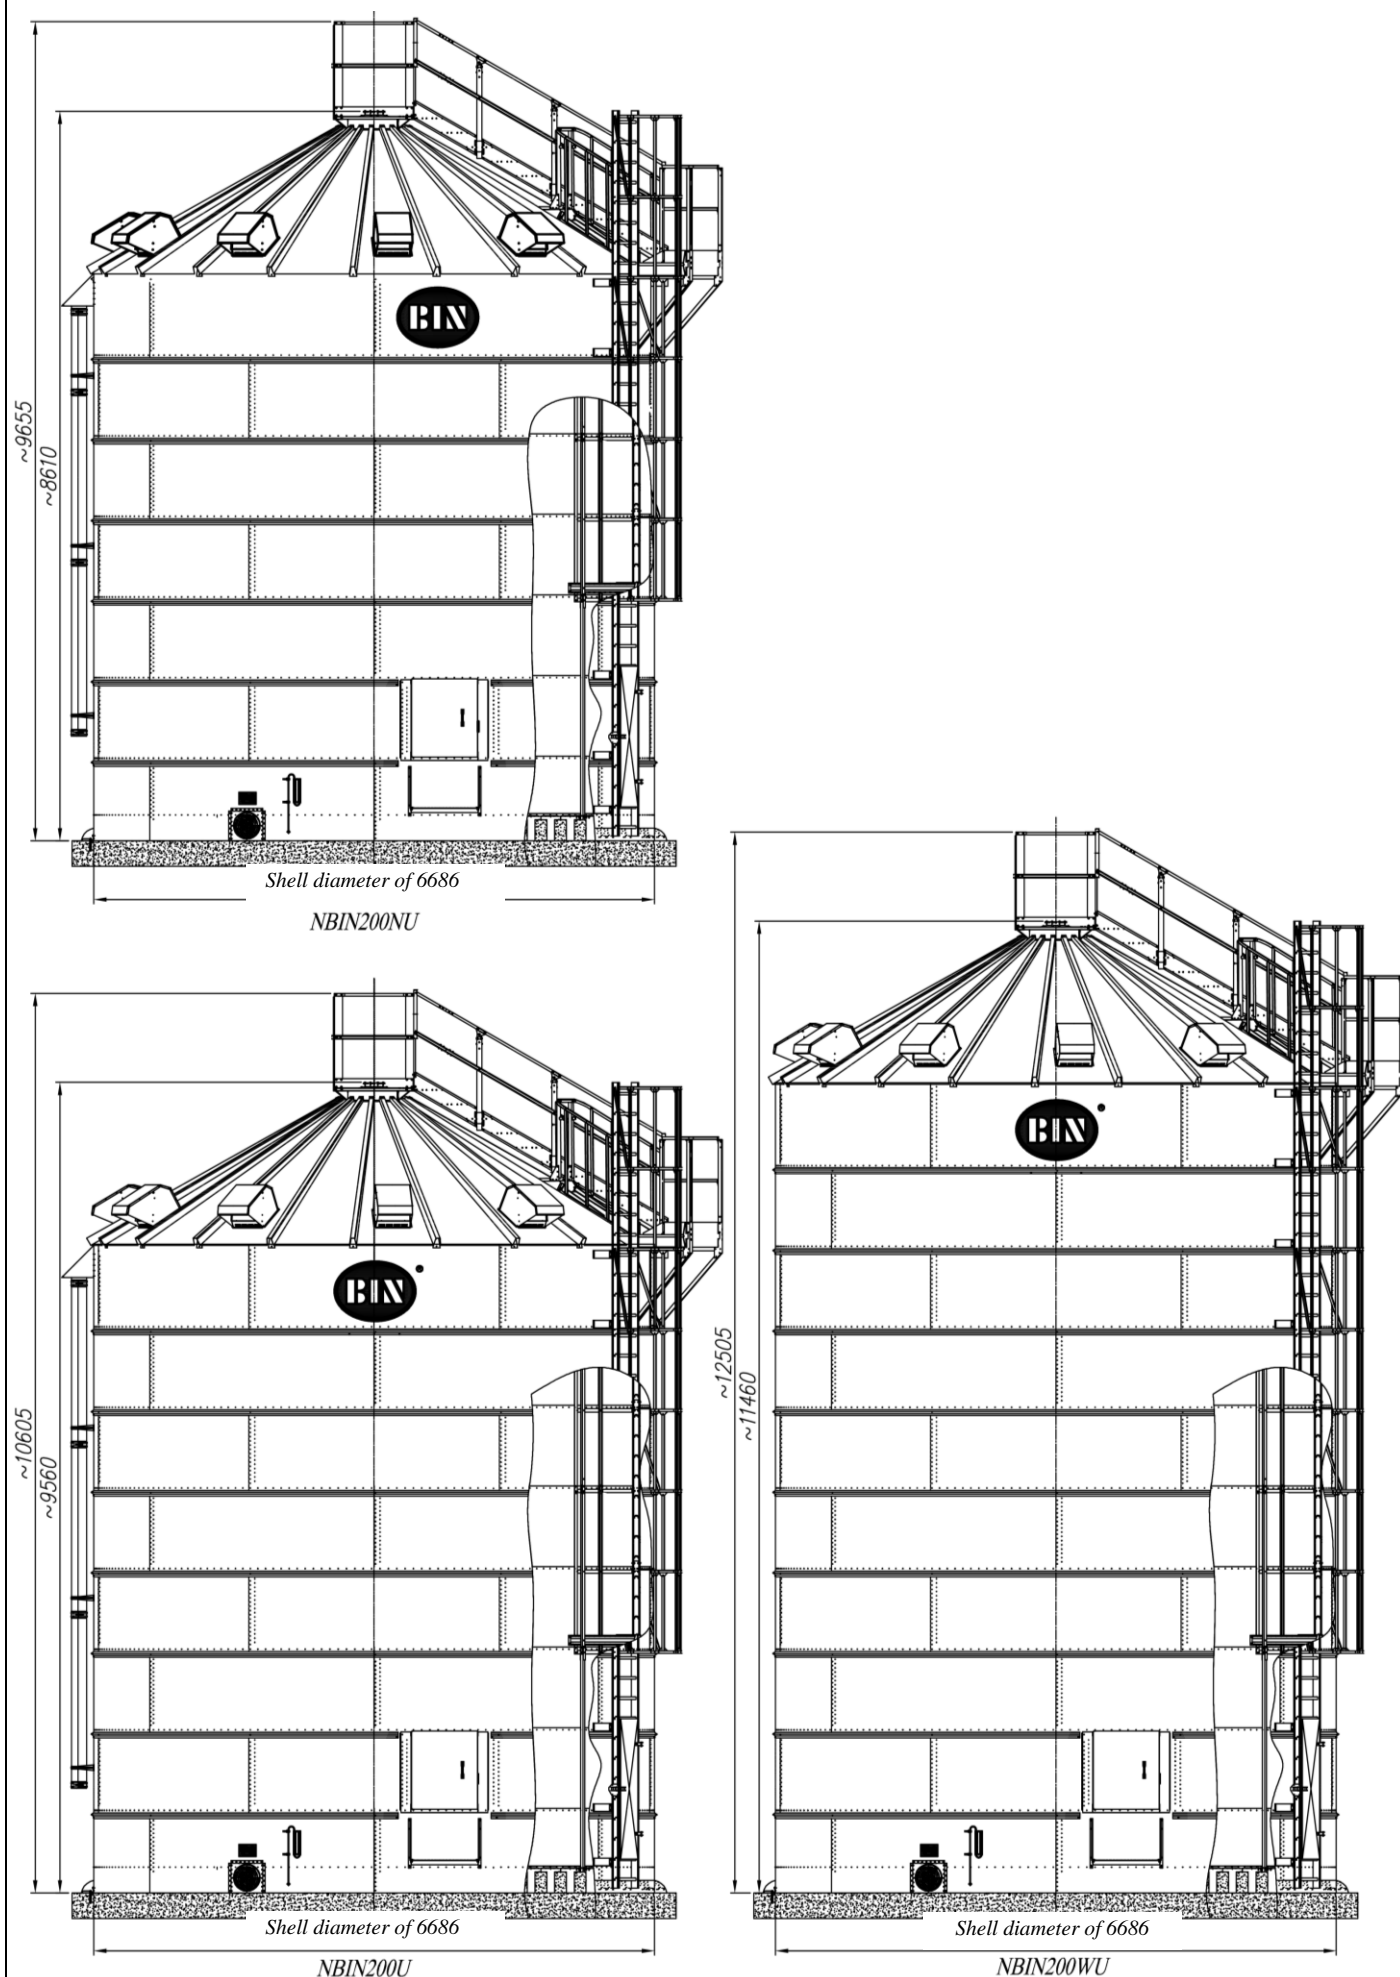 ~9655
~8610
BIN
Shell diameter of 6686
NBIN200NU
~10605
~9560
BIN
Shell diameter of 6686
NBIN200U
~12505
~11460
BIN
Shell diameter of 6686
NBIN200WU